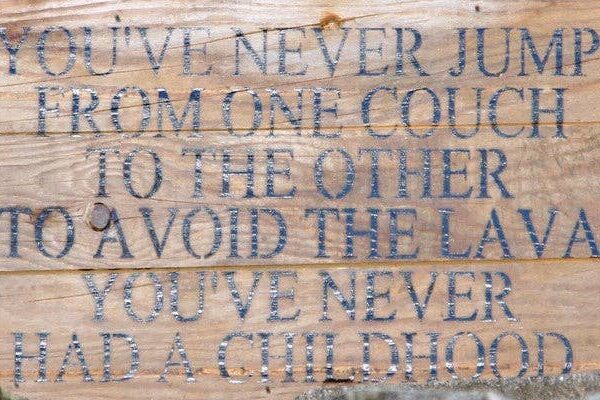 YOU'VE NEVER JUMP
FROM ONE COUCH
TO THE OTHER
TO AVOID THE LAVA
YOU'VE NEVER
HAD A CHILDHOOD